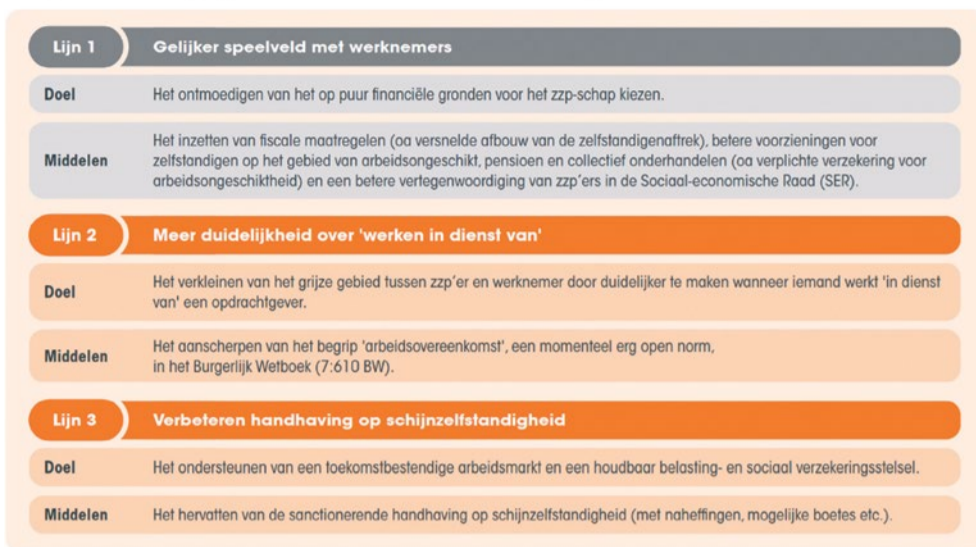 Lijn 1
Gelijker speelveld met werknemers
Doel
Het ontmoedigen van het op puur financiële gronden voor het zzp-schap kiezen.
Middelen
Het inzetten van fiscale maatregelen (oa versnelde afbouw van de zelfstandigenaftrek), betere voorzieningen voor
zelfstandigen op het gebied van arbeidsongeschikt, pensioen en collectief onderhandelen (oa verplichte verzekering voor
arbeidsongeschiktheid) en een betere vertegenwoordiging van zzp'ers in de Sociaal-economische Raad (SER).
Lijn 2
Meer duidelijkheid over 'werken in dienst van'
Doel
Het verkleinen van het grijze gebied tussen zzp'er en werknemer door duidelijker te maken wanneer iemand werkt 'in dienst
van' een opdrachtgever.
Middelen
Het aanscherpen van het begrip 'arbeidsovereenkomst', een momenteel erg open norm,
in het Burgerlijk Wetboek (7:610 BW).
Lijn 3
Verbeteren handhaving op schijnzelfstandigheid
Doel
Het ondersteunen van een toekomstbestendige arbeidsmarkt en een houdbaar belasting- en sociaal verzekeringsstelsel.
Middelen
Het hervatten van de sanctionerende handhaving op schijnzelfstandigheid (met naheffingen, mogelijke boetes etc.).